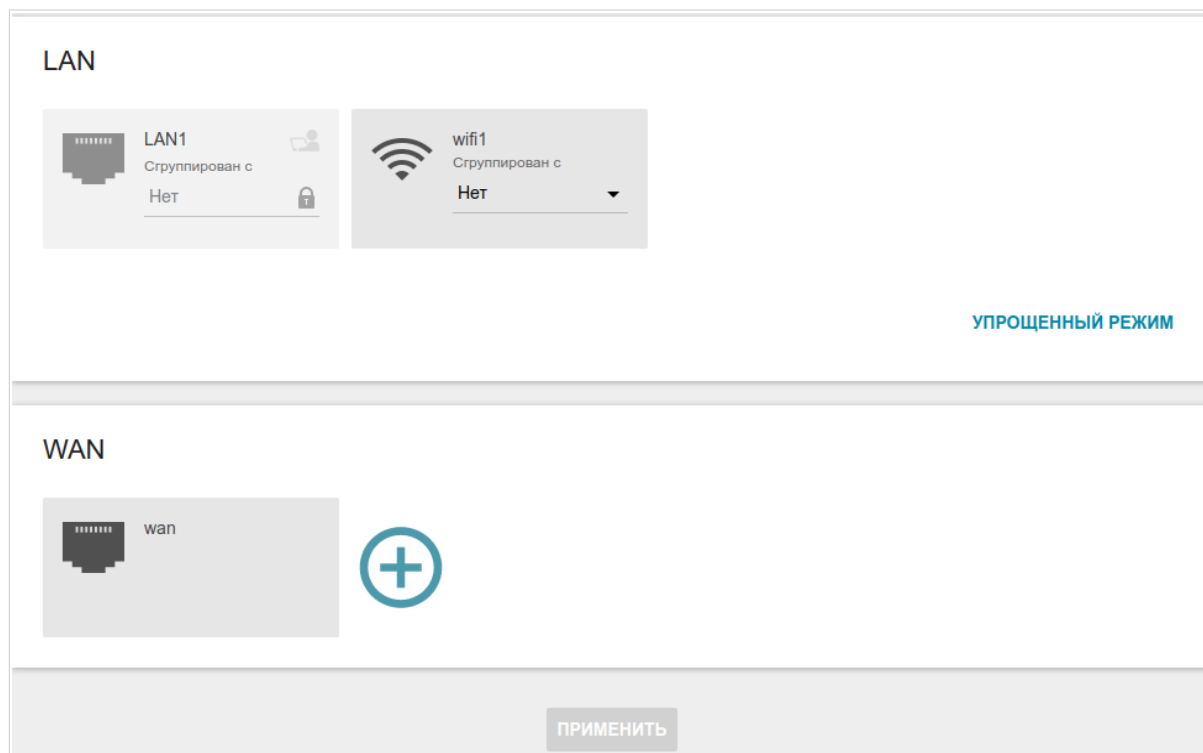 LAN
LAN1
Сгруппирован с
Нет
wifi1
Сгруппирован с
Нет
УПРОЩЕННЫЙ РЕЖИМ
WAN
wan
ПРИМЕНИТЬ